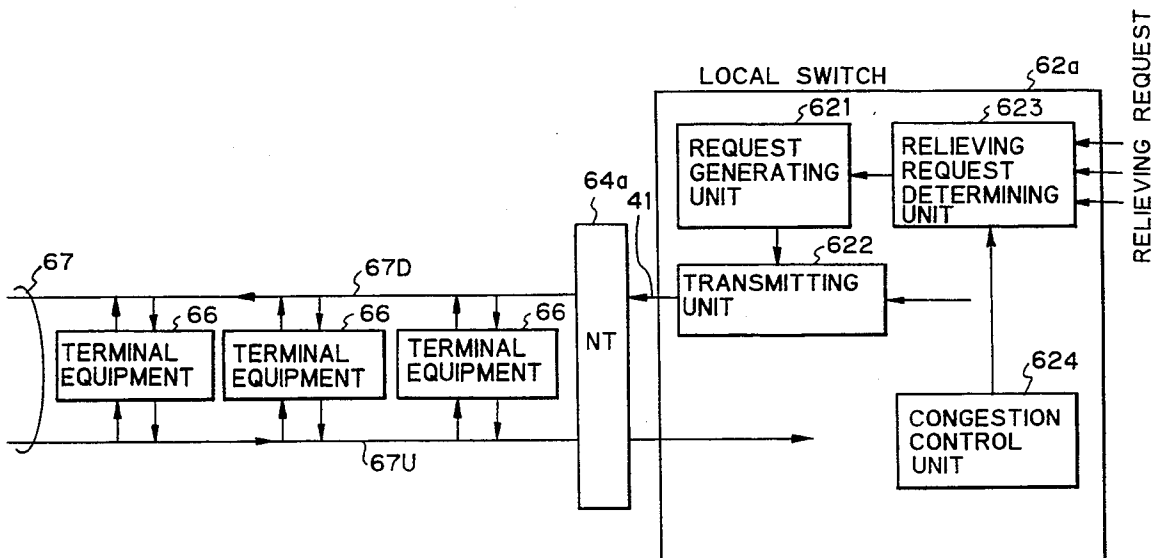 LOCAL SWITCH
62a
621
623
REQUEST
GENERATING
UNIT
RELIEVING
REQUEST
DETERMINING
UNIT
RELIEVING REQUEST
64a
41
622
TRANSMITTING
UNIT
67
67D
66
66
66
TERMINAL
EQUIPMENT
TERMINAL
EQUIPMENT
TERMINAL
EQUIPMENT
NT
624
CONGESTION
CONTROL
UNIT
67U